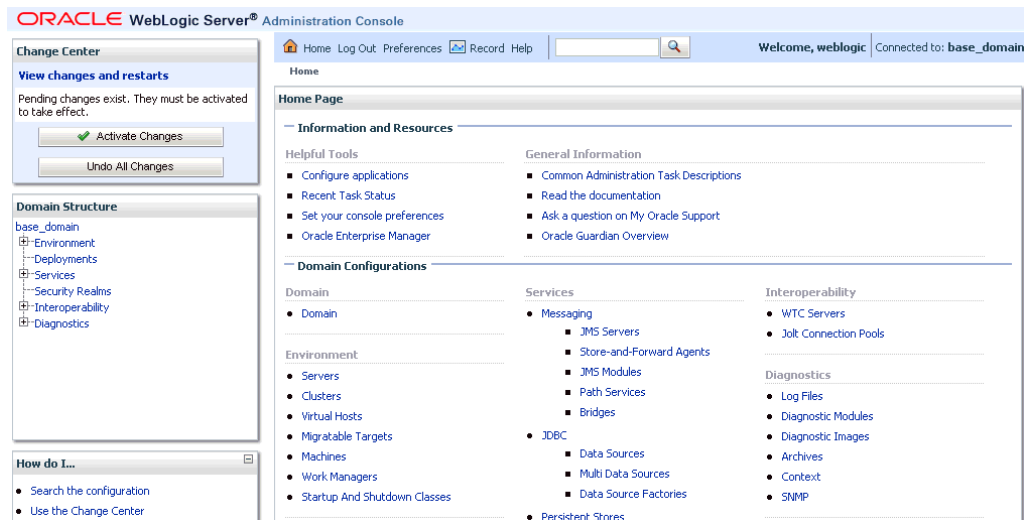 ORACLE WebLogic Server® Administration Console
Change Center
View changes and restarts
Pending changes exist. They must be activated
to take effect.
Activate Changes
Undo All Changes
Domain Structure
base_domain
Environment
Deployments
Services
Security Realms
Interoperability
Diagnostics
How do I...
Search the configuration
Use the Change Center
Home Log Out Preferences Record Help
Welcome, weblogic Connected to: base_domain
Home
Home Page
Information and Resources
Helpful Tools
Configure applications
Recent Task Status
Set your console preferences
Oracle Enterprise Manager
General Information
Common Administration Task Descriptions
Read the documentation
Ask a question on My Oracle Support
Oracle Guardian Overview
Domain Configurations
Domain
Domain
Environment
Servers
Clusters
Virtual Hosts
Migratable Targets
Machines
Work Managers
Startup And Shutdown Classes
Services
Messaging
JMS Servers
Store-and-Forward Agents
JMS Modules
Path Services
Bridges
JDBC
Data Sources
Multi Data Sources
Data Source Factories
Persistent Stores
Interoperability
WTC Servers
Jolt Connection Pools
Diagnostics
Log Files
Diagnostic Modules
Diagnostic Images
Archives
Context
SNMP